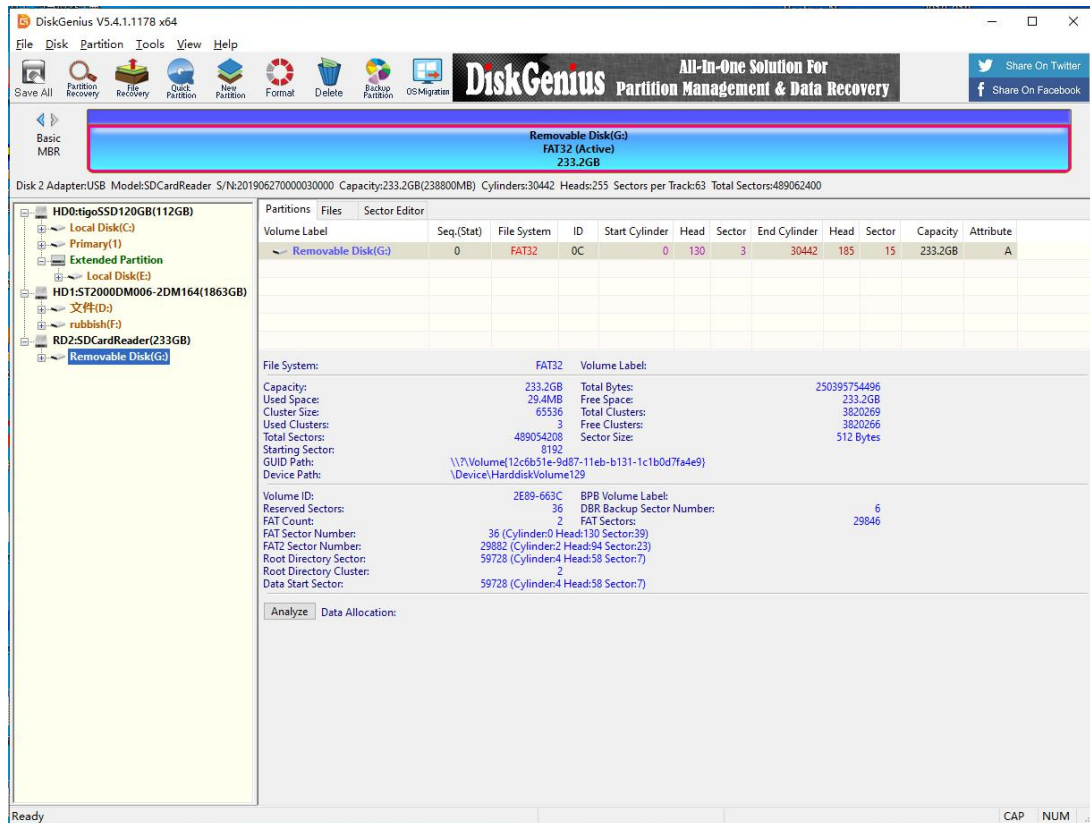 DiskGenius V5.4.1.1178 x64
File Disk Partition Tools View Help
Save All Partition Recovery File Recovery Quick Partition New Partition Format Delete Backup Partition OS Migration
DiskGenius All-In-One Solution For
Partition Management & Data Recovery
Share On Twitter
Share On Facebook
Basic
MBR
Removable Disk(G:)
FAT32 (Active)
233.2GB
Disk 2 Adapter:USB Model:SDCardReader S/N:201906270000030000 Capacity:233.2GB(238800MB) Cylinders:30442 Heads:255 Sectors per Track:63 Total Sectors:489062400
HD0:tigoSSD120GB(112GB)
Local Disk(C:)
Primary(1)
Extended Partition
Local Disk(E:)
HD1:ST2000DM006-2DM164(1863GB)
文件(D:)
rubbish(F:)
RD2:SDCardReader(233GB)
Removable Disk(G:)
Partitions Files Sector Editor
Volume Label Seq.(Stat) File System ID Start Cylinder Head Sector End Cylinder Head Sector Capacity Attribute
Removable Disk(G:) 0 FAT32 0C 0 130 3 30442 185 15 233.2GB A
File System: FAT32 Volume Label:
Capacity: 233.2GB Total Bytes: 250395754496
Used Space: 29.4MB Free Space: 233.2GB
Cluster Size: 65536 Total Clusters: 3820269
Used Clusters: 3 Free Clusters: 3820266
Total Sectors: 489054208 Sector Size: 512 Bytes
Starting Sector: 8192
GUID Path: \\?\Volume{12c6b51e-9d87-11eb-b131-1c1b0d7fa4e9}
Device Path: \Device\HarddiskVolume129
Volume ID: 2E89-663C BPB Volume Label:
Reserved Sectors: 36 DBR Backup Sector Number: 6
FAT Count: 2 FAT Sectors: 29846
FAT Sector Number: 36 (Cylinder:0 Head:130 Sector:39)
FAT2 Sector Number: 29882 (Cylinder:2 Head:94 Sector:23)
Root Directory Sector: 59728 (Cylinder:4 Head:58 Sector:7)
Root Directory Cluster: 2
Data Start Sector: 59728 (Cylinder:4 Head:58 Sector:7)
Analyze Data Allocation:
Ready CAP NUM